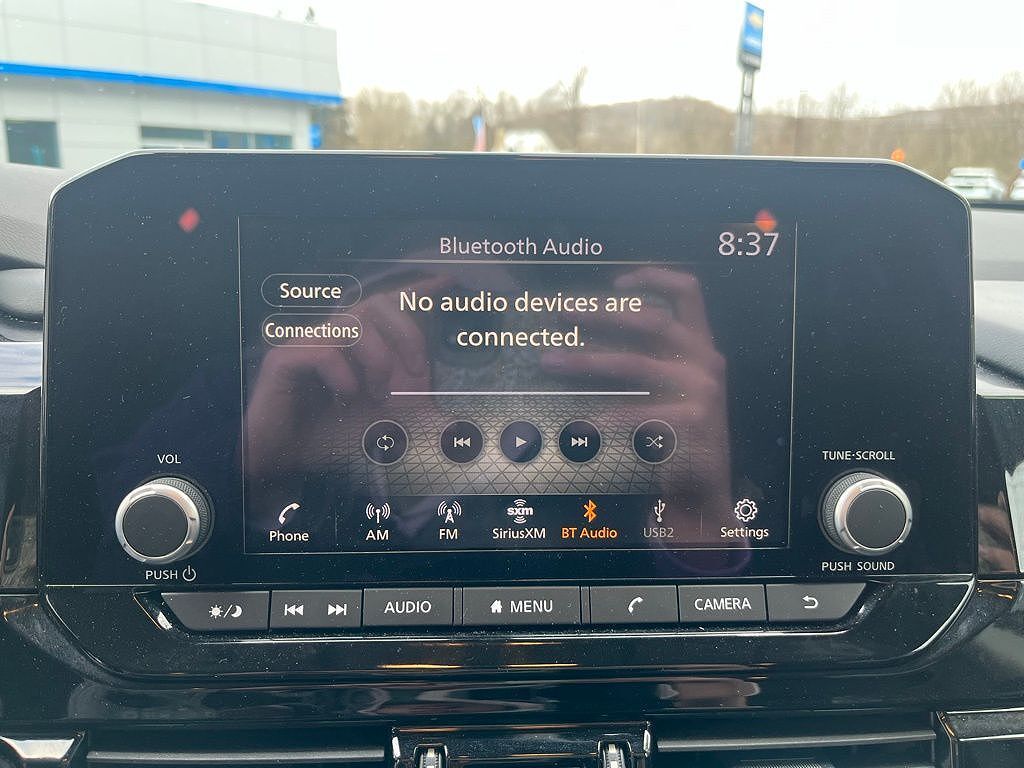 Bluetooth Audio
8:37
Source
No audio devices are
connected.
Connections
VOL
TUNE·SCROLL
Phone
AM
FM
sxm
SiriusXM
BT Audio
USB2
Settings
PUSH
PUSH SOUND
AUDIO
MENU
CAMERA